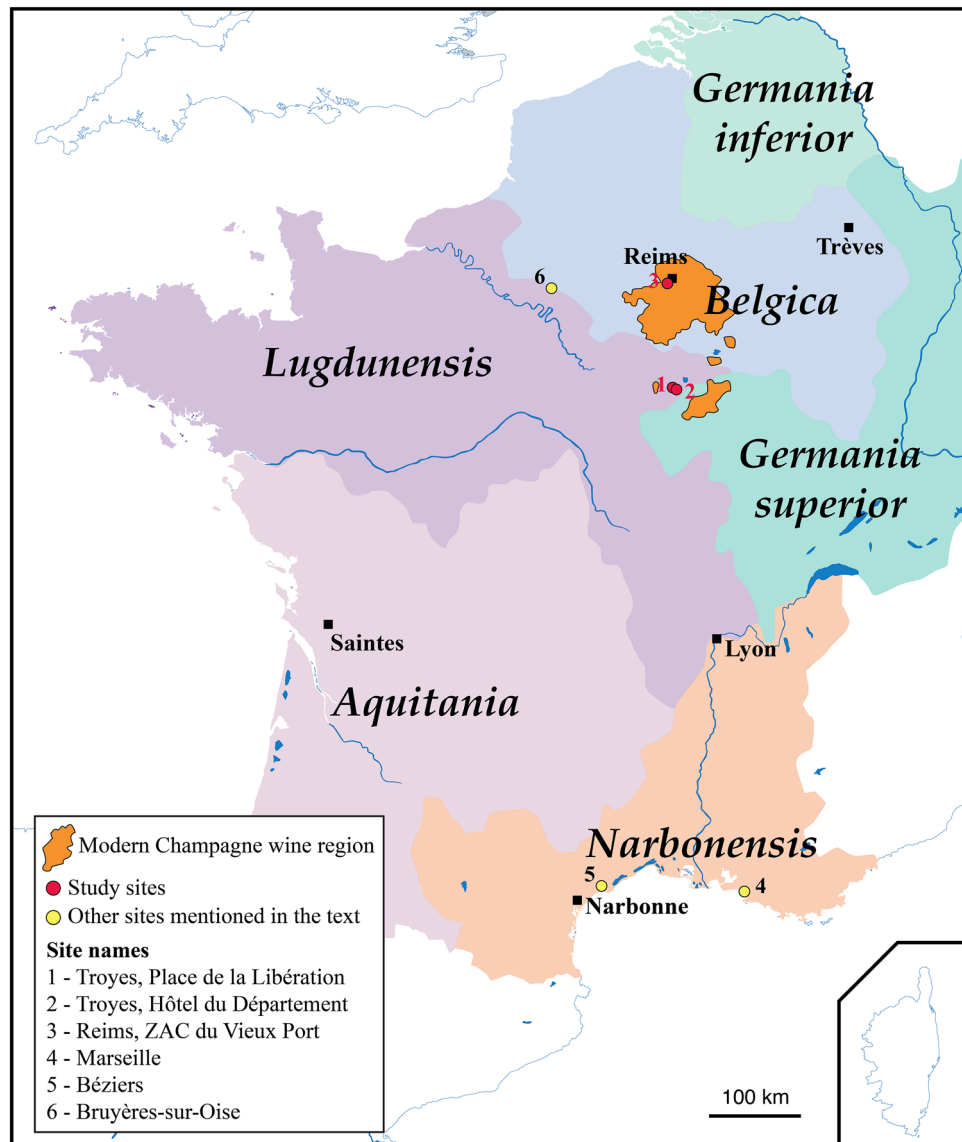 Germania
inferior
Trèves
Reims
3
6
Belgica
Lugdunensis
1
2
Germania
superior
Saintes
Lyon
Aquitania
Narbonensis
5
4
Narbonne
Modern Champagne wine region
Study sites
Other sites mentioned in the text
Site names
1 - Troyes, Place de la Libération
2 - Troyes, Hôtel du Département
3 - Reims, ZAC du Vieux Port
4 - Marseille
5 - Béziers
6 - Bruyères-sur-Oise
100 km